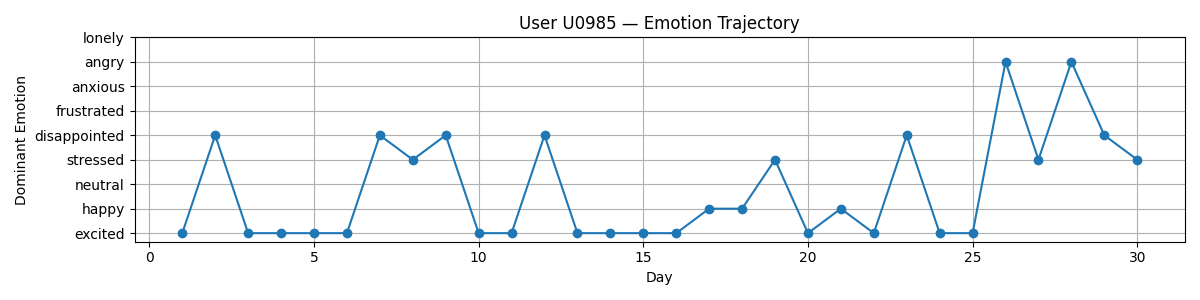 User U0985 — Emotion Trajectory
Dominant Emotion
lonely
angry
anxious
frustrated
disappointed
stressed
neutral
happy
excited
0 5 10 15 20 25 30
Day